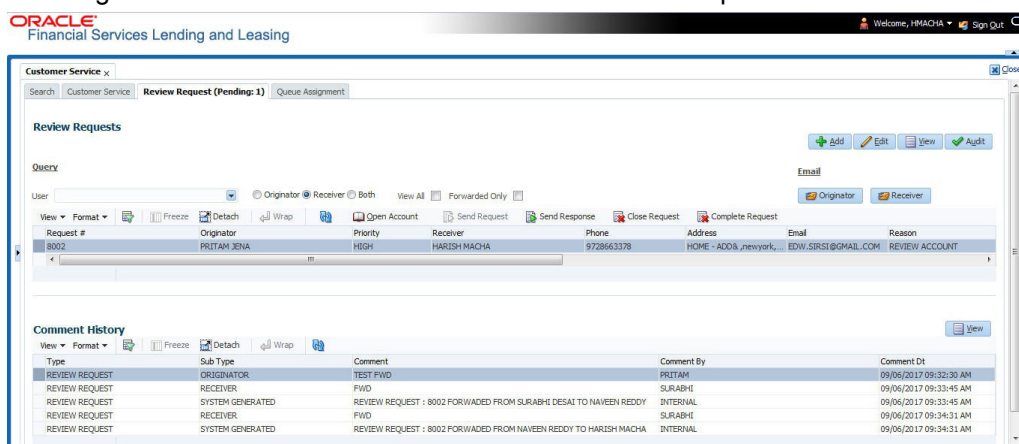 ORACLE
Financial Services Lending and Leasing
Welcome, HMACHA Sign Out
Customer Service x
Close
Search Customer Service Review Request (Pending: 1) Queue Assignment
Review Requests
Add Edit View Audit
Query
Email
User Originator Receiver Both View All Forwarded Only
Originator Receiver
View Format Freeze Detach Wrap Open Account Send Request Send Response Close Request Complete Request
Request # Originator Priority Receiver Phone Address Email Reason
8002 PRITAM JENA HIGH HARISH MACHA 9728663378 HOME - ADD& ,newyork,... EDW.SIRSI@GMAIL.COM REVIEW ACCOUNT
Comment History
View
View Format Freeze Detach Wrap
Type Sub Type Comment Comment By Comment Dt
REVIEW REQUEST ORIGINATOR TEST FWD PRITAM 09/06/2017 09:32:30 AM
REVIEW REQUEST RECEIVER FWD SURABHI 09/06/2017 09:33:45 AM
REVIEW REQUEST SYSTEM GENERATED REVIEW REQUEST : 8002 FORWADED FROM SURABHI DESAI TO NAVEEN REDDY INTERNAL 09/06/2017 09:33:45 AM
REVIEW REQUEST RECEIVER FWD SURABHI 09/06/2017 09:34:31 AM
REVIEW REQUEST SYSTEM GENERATED REVIEW REQUEST : 8002 FORWADED FROM NAVEEN REDDY TO HARISH MACHA INTERNAL 09/06/2017 09:34:31 AM